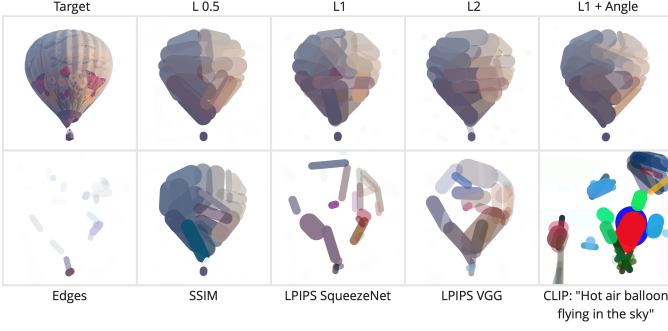 Target
L 0.5
L1
L2
L1 + Angle
Edges
SSIM
LPIPS SqueezeNet
LPIPS VGG
CLIP: "Hot air balloon
flying in the sky"